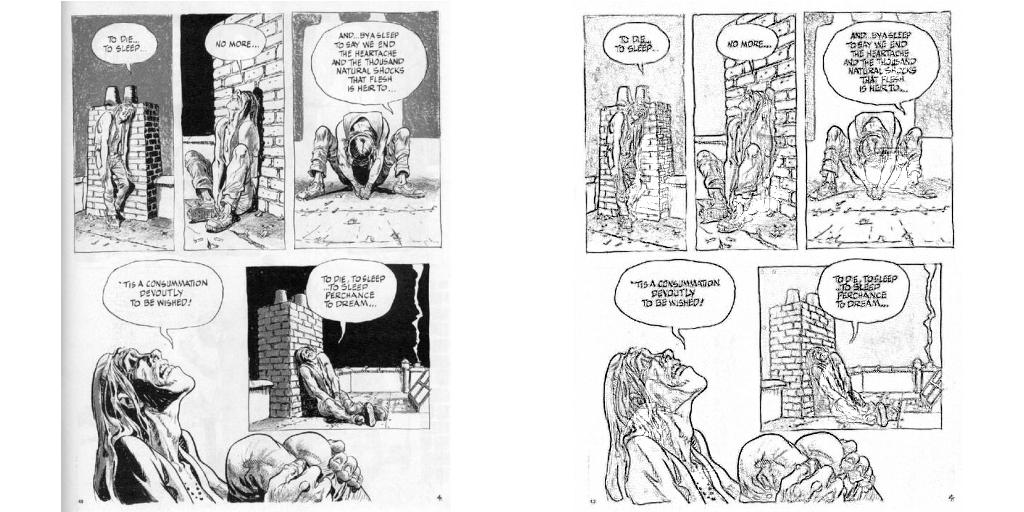 TO DIE...
TO SLEEP...
NO MORE...
AND...BY A SLEEP
TO SAY WE END
THE HEARTACHE
AND THE THOUSAND
NATURAL SHOCKS
THAT FLESH
IS HEIR TO...
"TIS A CONSUMMATION
DEVOUTLY
TO BE WISHED!
TO DIE, TO SLEEP
...TO SLEEP
PERCHANCE
TO DREAM...
4
TO DIE...
TO SLEEP...
NO MORE...
AND...BY A SLEEP
TO SAY WE END
THE HEARTACHE
AND THE THOUSAND
NATURAL SHOCKS
THAT FLESH
IS HEIR TO...
"TIS A CONSUMMATION
DEVOUTLY
TO BE WISHED!
TO DIE, TO SLEEP
...TO SLEEP
PERCHANCE
TO DREAM...
4